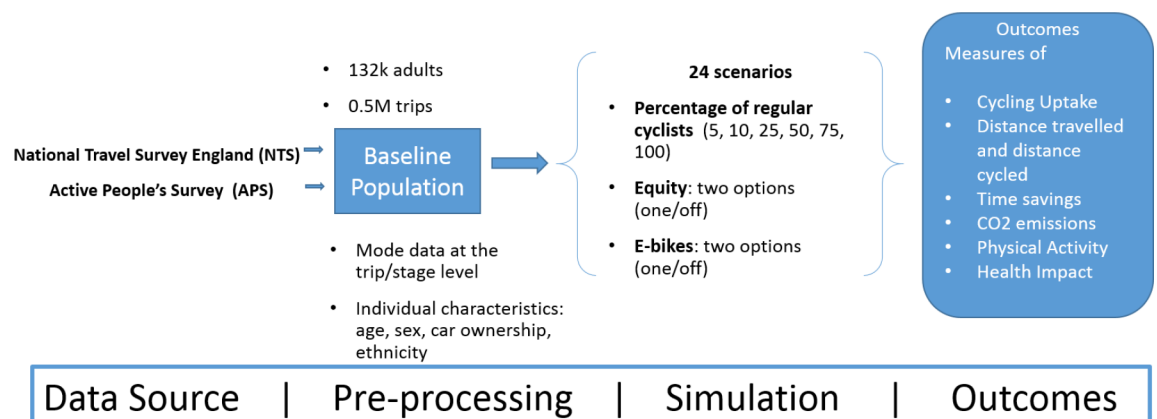 National Travel Survey England (NTS)
Active People's Survey (APS)
• 132k adults
• 0.5M trips
Baseline
Population
• Mode data at the
trip/stage level
• Individual characteristics:
age, sex, car ownership,
ethnicity
24 scenarios
• Percentage of regular
cyclists (5, 10, 25, 50, 75,
100)
• Equity: two options
(one/off)
• E-bikes: two options
(one/off)
Outcomes
Measures of
• Cycling Uptake
• Distance travelled
and distance
cycled
• Time savings
• CO2 emissions
• Physical Activity
• Health Impact
Data Source | Pre-processing | Simulation | Outcomes